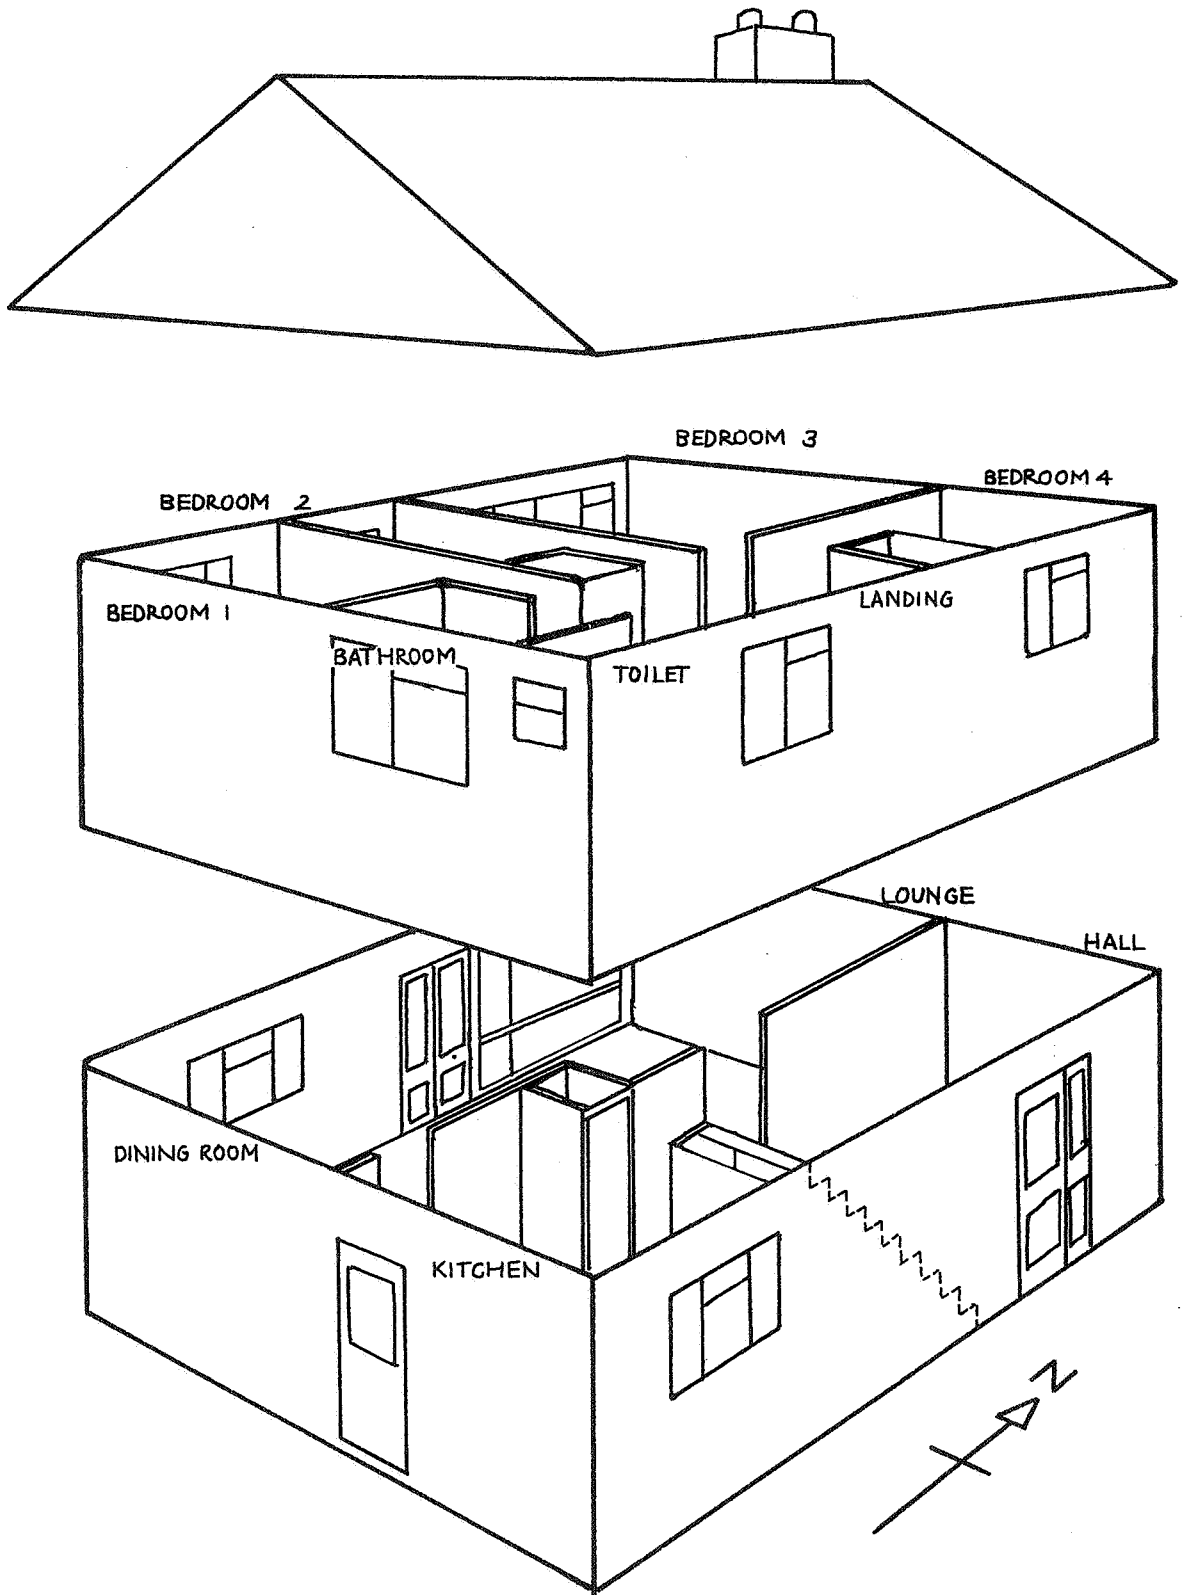 BEDROOM 3
BEDROOM 4
BEDROOM 2
BEDROOM 1
LANDING
BATHROOM
TOILET
LOUNGE
HALL
DINING ROOM
KITCHEN
N